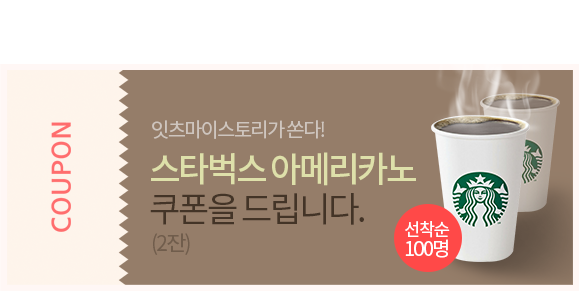 COUPON
잇츠마이스토리가 쏜다!
스타벅스 아메리카노
쿠폰을 드립니다.
(2잔)
선착순
100명